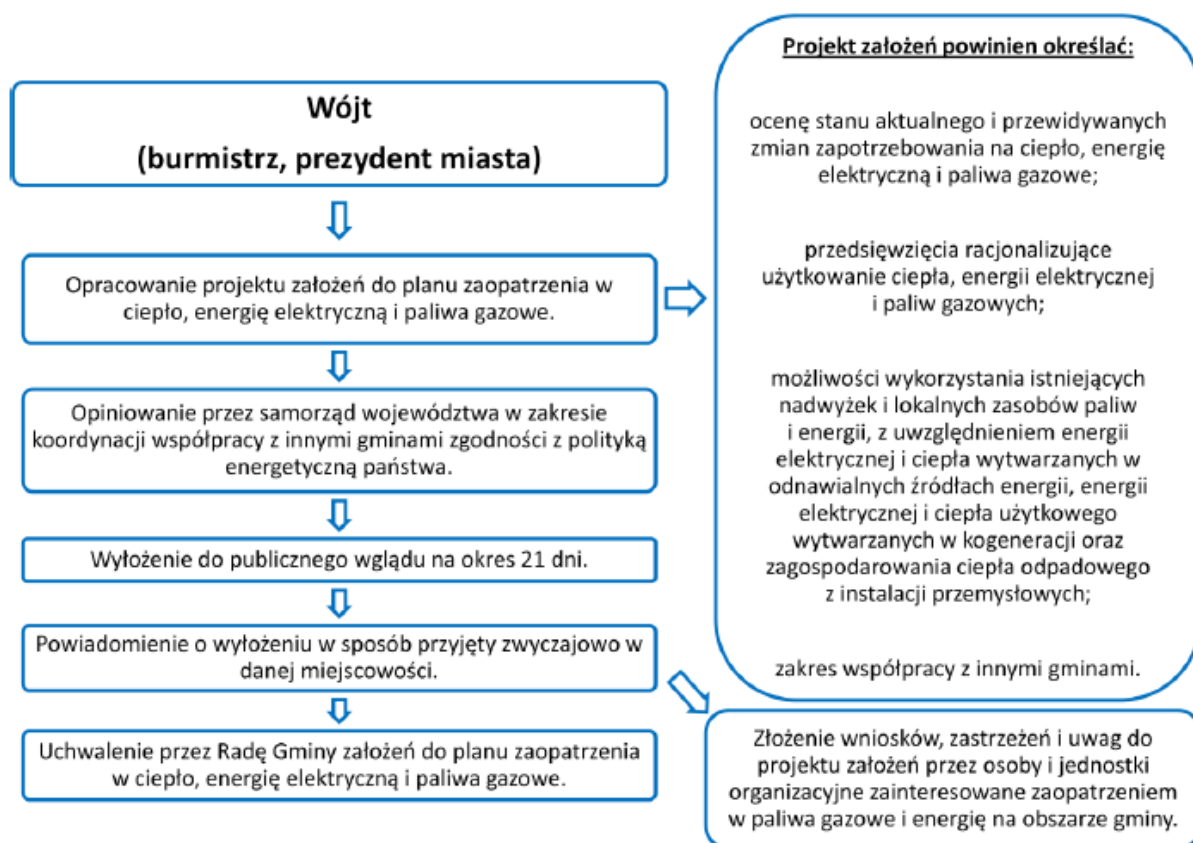 Wójt
(burmistrz, prezydent miasta)
Opracowanie projektu założeń do planu zaopatrzenia w
ciepło, energię elektryczną i paliwa gazowe.
Opiniowanie przez samorząd województwa w zakresie
koordynacji współpracy z innymi gminami zgodności z polityką
energetyczną państwa.
Wyłożenie do publicznego wglądu na okres 21 dni.
Powiadomienie o wyłożeniu w sposób przyjęty zwyczajowo w
danej miejscowości.
Uchwalenie przez Radę Gminy założeń do planu zaopatrzenia
w ciepło, energię elektryczną i paliwa gazowe.
Projekt założeń powinien określać:
ocenę stanu aktualnego i przewidywanych
zmian zapotrzebowania na ciepło, energię
elektryczną i paliwa gazowe;
przedsięwzięcia racjonalizujące
użytkowanie ciepła, energii elektrycznej
i paliw gazowych;
możliwości wykorzystania istniejących
nadwyżek i lokalnych zasobów paliw
i energii, z uwzględnieniem energii
elektrycznej i ciepła wytwarzanych w
odnawialnych źródłach energii, energii
elektrycznej i ciepła użytkowego
wytwarzanych w kogeneracji oraz
zagospodarowania ciepła odpadowego
z instalacji przemysłowych;
zakres współpracy z innymi gminami.
Złożenie wniosków, zastrzeżeń i uwag do
projektu założeń przez osoby i jednostki
organizacyjne zainteresowane zaopatrzeniem
w paliwa gazowe i energię na obszarze gminy.